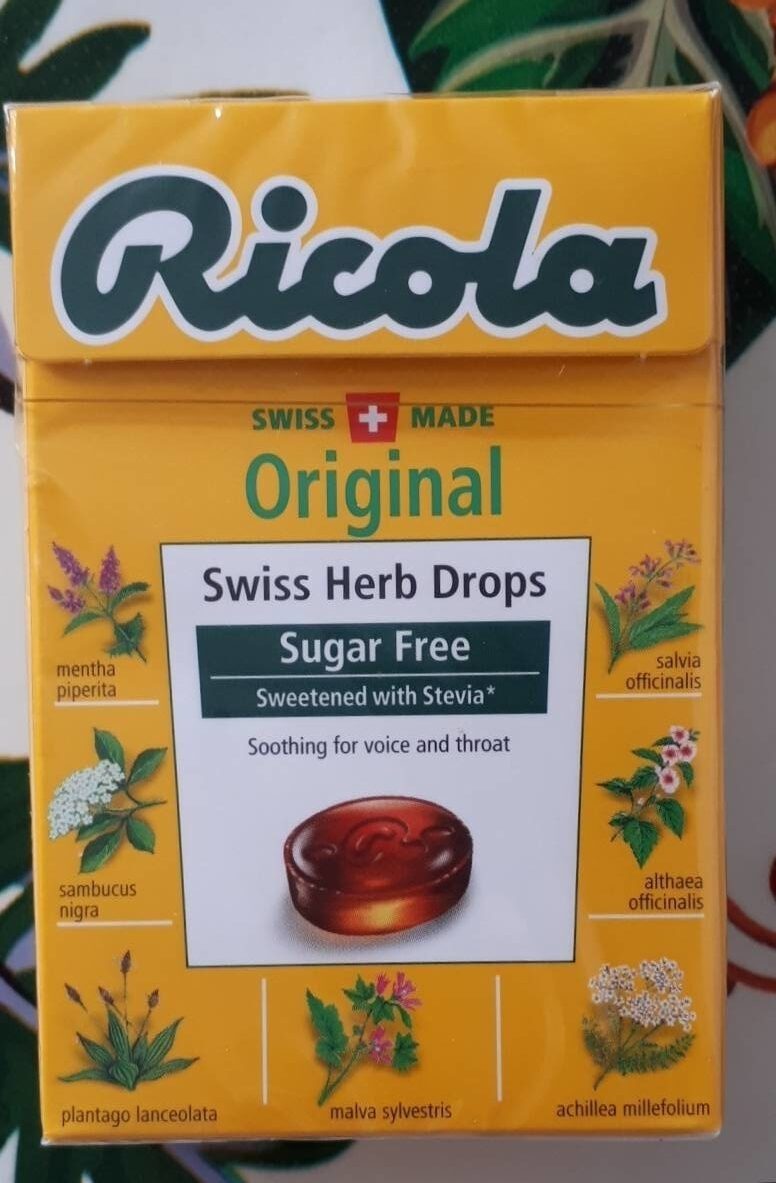 Ricola
SWISS MADE
Original
Swiss Herb Drops
Sugar Free
Sweetened with Stevia*
Soothing for voice and throat
mentha
piperita
salvia
officinalis
sambucus
nigra
althaea
officinalis
plantago lanceolata
malva sylvestris
achillea millefolium